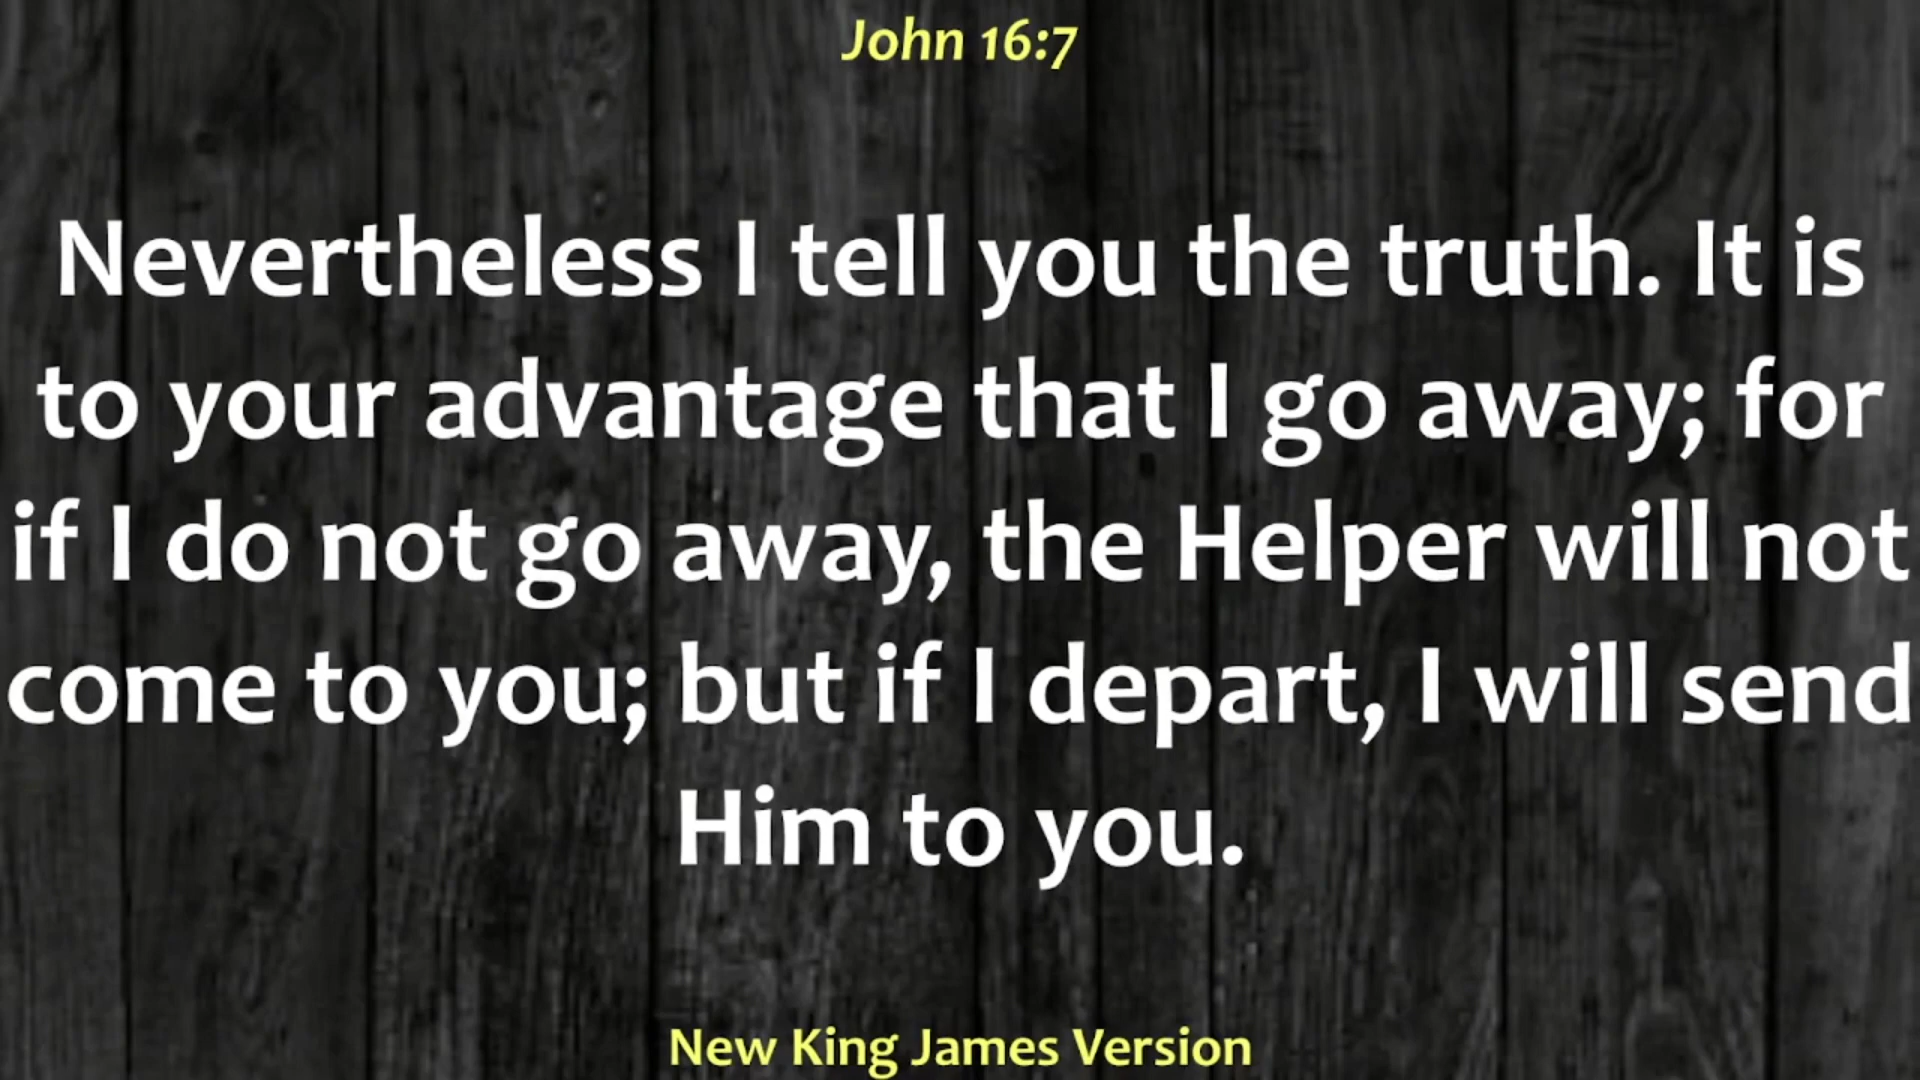 John 16:7
Nevertheless I tell you the truth. It is
to your advantage that I go away; for
if I do not go away, the Helper will not
come to you; but if I depart, I will send
Him to you.
New King James Version